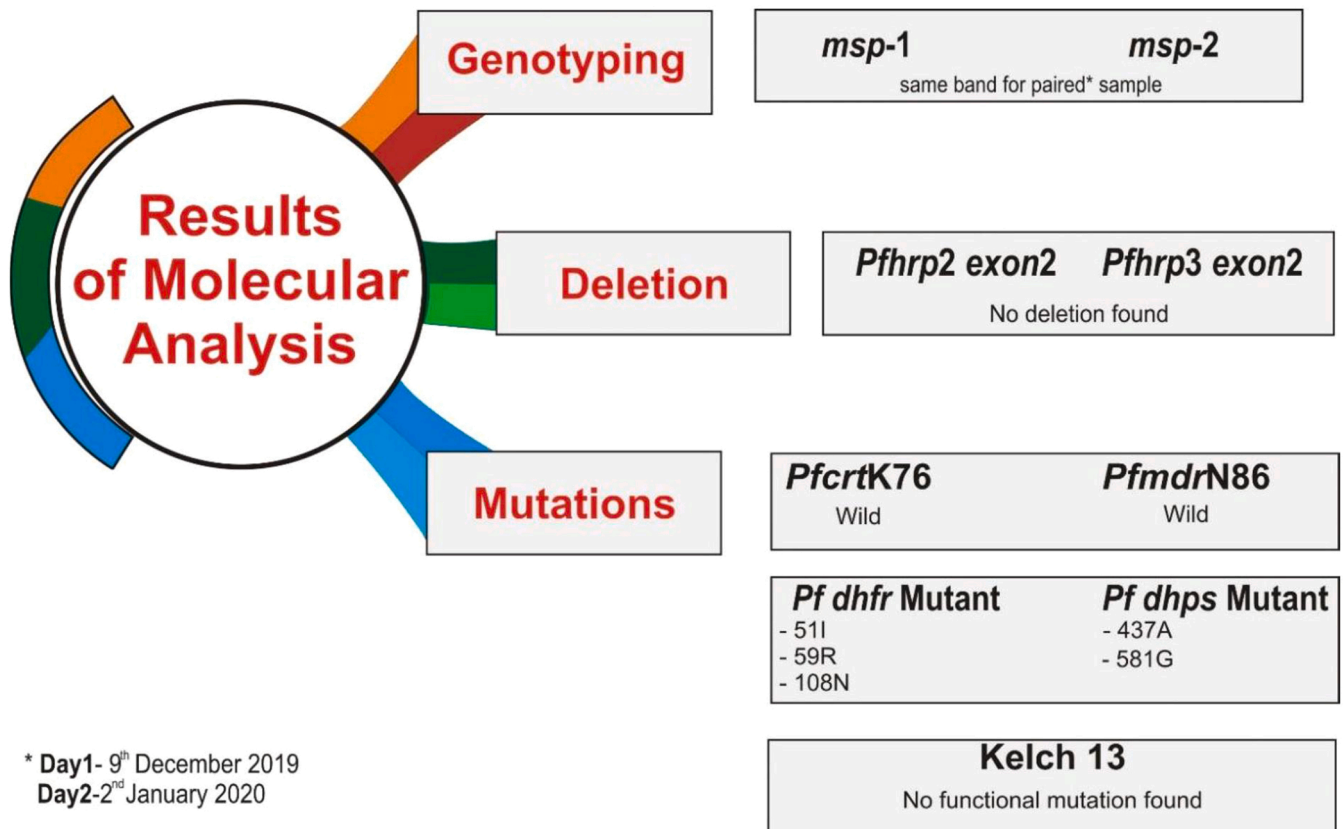 Results
of Molecular
Analysis
Genotyping
msp-1 msp-2
same band for paired* sample
Deletion
Pfhrp2 exon2 Pfhrp3 exon2
No deletion found
Mutations
PfcrtK76 PfmdrN86
Wild Wild
Pf dhfr Mutant Pf dhps Mutant
- 51I - 437A
- 59R - 581G
- 108N
Kelch 13
No functional mutation found
* Day1- 9th December 2019
Day2-2nd January 2020